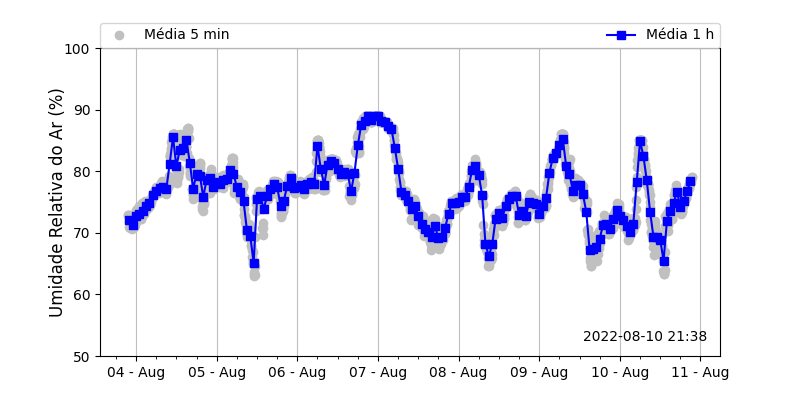 Média 5 min
Média 1 h
100
90
80
70
60
50
Umidade Relativa do Ar (%)
2022-08-10 21:38
04 - Aug
05 - Aug
06 - Aug
07 - Aug
08 - Aug
09 - Aug
10 - Aug
11 - Aug